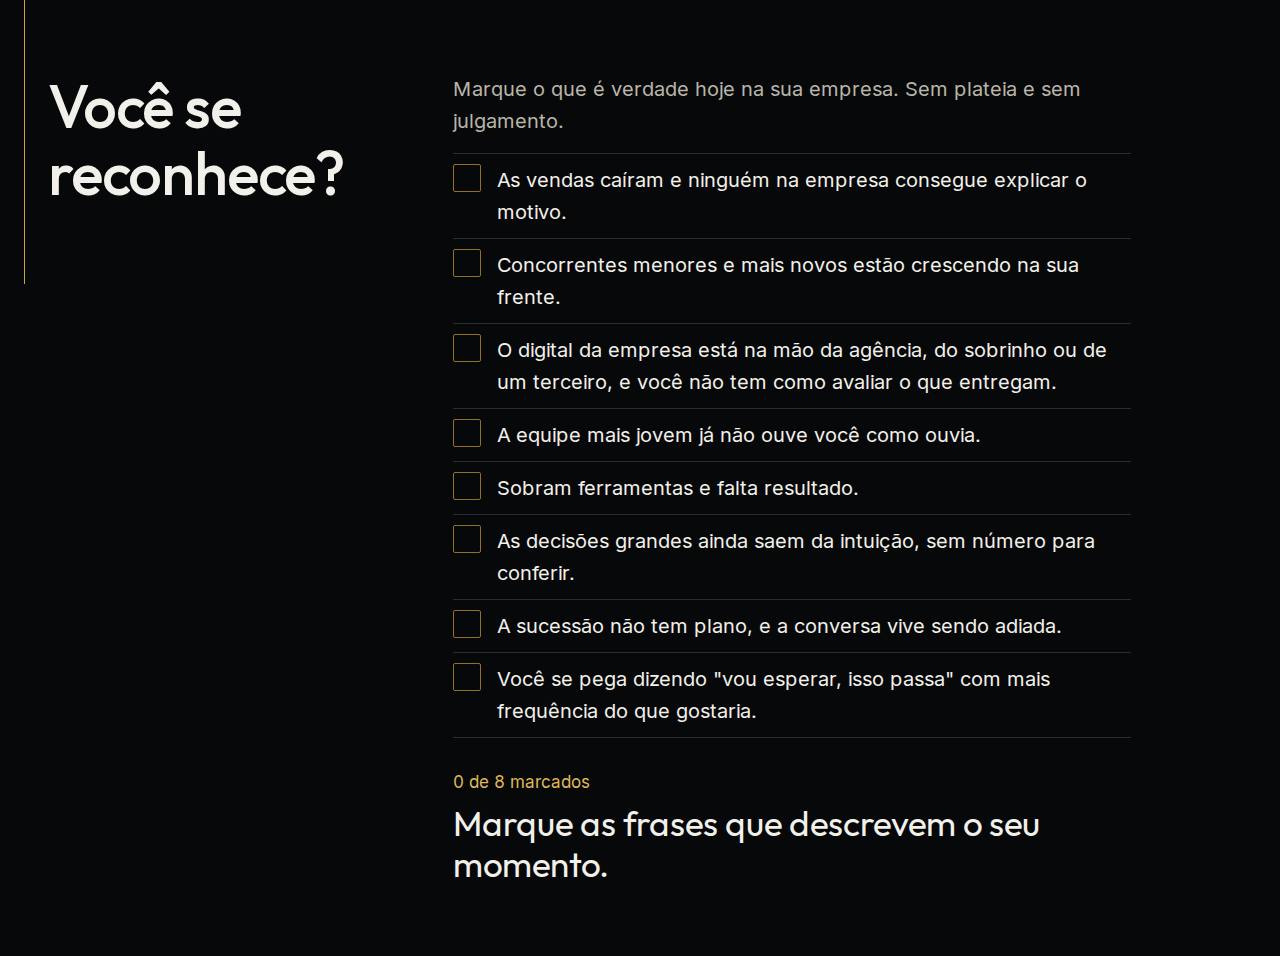 Você se
reconhece?
Marque o que é verdade hoje na sua empresa. Sem plateia e sem
julgamento.
As vendas caíram e ninguém na empresa consegue explicar o
motivo.
Concorrentes menores e mais novos estão crescendo na sua
frente.
O digital da empresa está na mão da agência, do sobrinho ou de
um terceiro, e você não tem como avaliar o que entregam.
A equipe mais jovem já não ouve você como ouvia.
Sobram ferramentas e falta resultado.
As decisões grandes ainda saem da intuição, sem número para
conferir.
A sucessão não tem plano, e a conversa vive sendo adiada.
Você se pega dizendo "vou esperar, isso passa" com mais
frequência do que gostaria.
0 de 8 marcados
Marque as frases que descrevem o seu
momento.